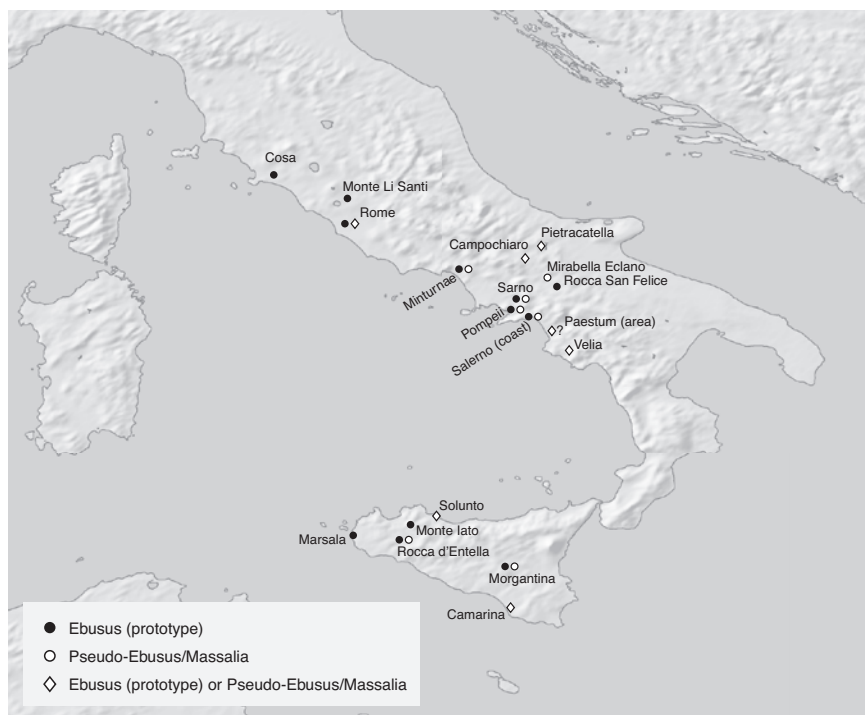 Cosa
Monte Li Santi
Rome
Pietracatella
Campochiaro
Mirabella Eclano
Rocca San Felice
Minturnae
Sarno
Pompeii
Salerno (coast)
? Paestum (area)
Velia
Solunto
Monte Iato
Marsala
Rocca d'Entella
Morgantina
Camarina
Ebusus (prototype)
Pseudo-Ebusus/Massalia
Ebusus (prototype) or Pseudo-Ebusus/Massalia